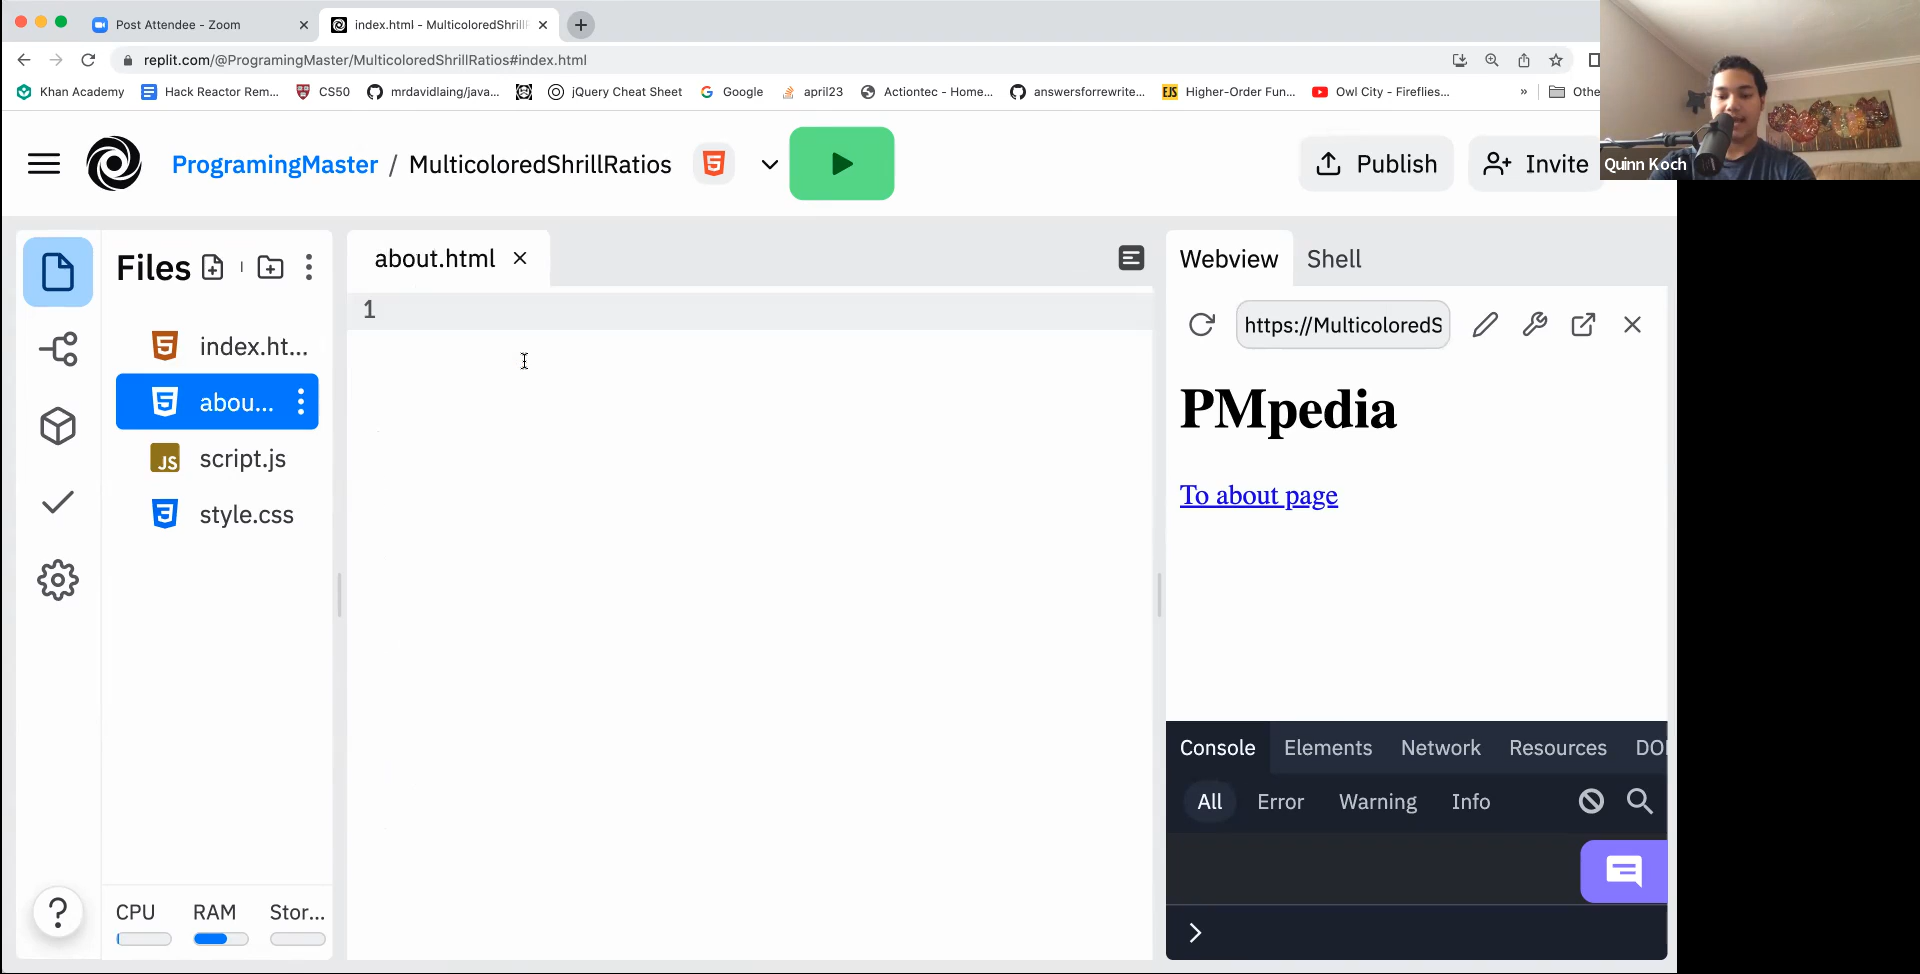 Post Attendee - Zoom
index.html - MulticoloredShrill
replit.com/@ProgramingMaster/MulticoloredShrillRatios#index.html
Khan Academy
Hack Reactor Rem...
CS50
mrdavidlaing/java...
jQuery Cheat Sheet
Google
april23
Actiontec - Home...
answersforrewrite...
EJS
Higher-Order Fun...
Owl City - Fireflies...
»
Othe
ProgramingMaster / MulticoloredShrillRatios
Publish
Invite
Quinn Koch
Files
index.ht...
abou...
JS
script.js
style.css
CPU
RAM
Stor...
?
about.html
1
Webview
Shell
https://MulticoloredS
PMpedia
To about page
Console
Elements
Network
Resources
DO
All
Error
Warning
Info